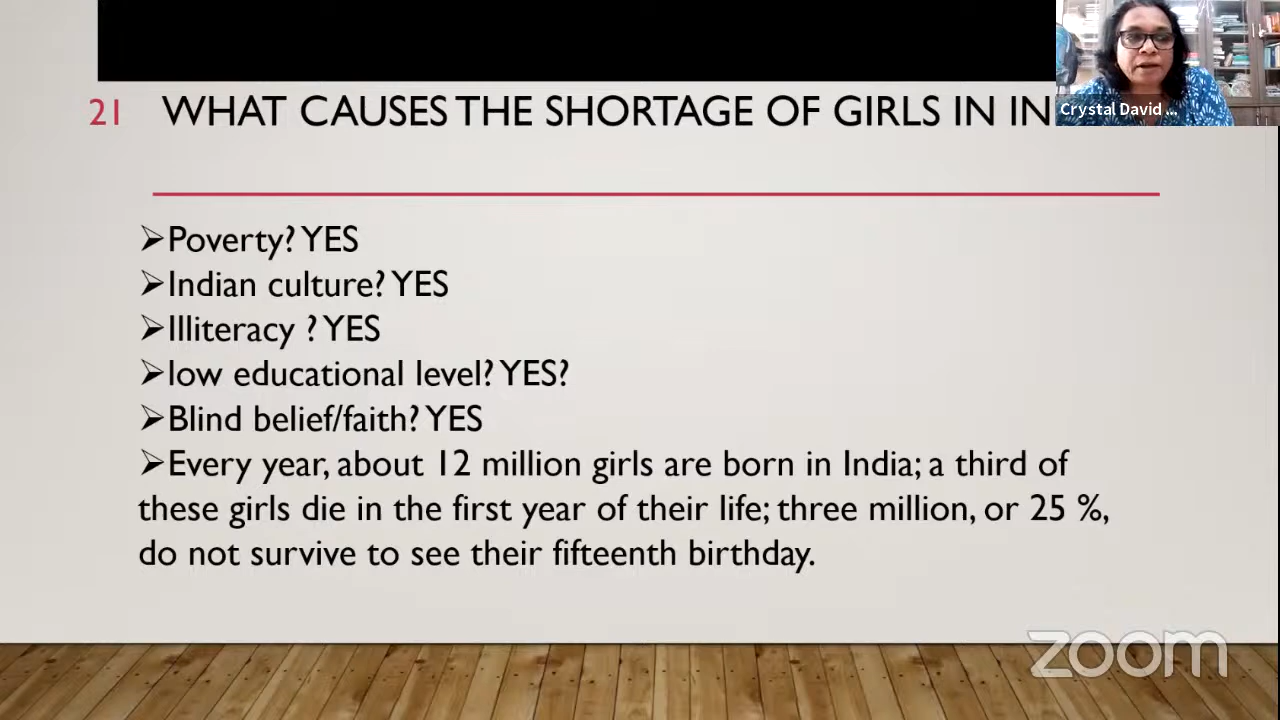 21 WHAT CAUSES THE SHORTAGE OF GIRLS IN IN
Crystal David ...
➢Poverty? YES
➢Indian culture? YES
➢Illiteracy ? YES
➢low educational level? YES?
➢Blind belief/faith? YES
➢Every year, about 12 million girls are born in India; a third of
these girls die in the first year of their life; three million, or 25 %,
do not survive to see their fifteenth birthday.
zoom